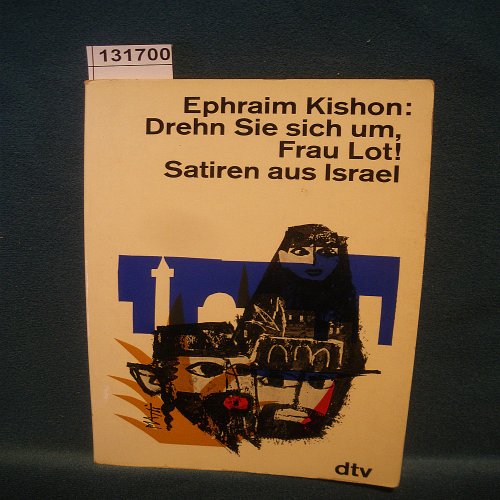 131700
Ephraim Kishon:
Drehn Sie sich um,
Frau Lot!
Satiren aus Israel
dtv